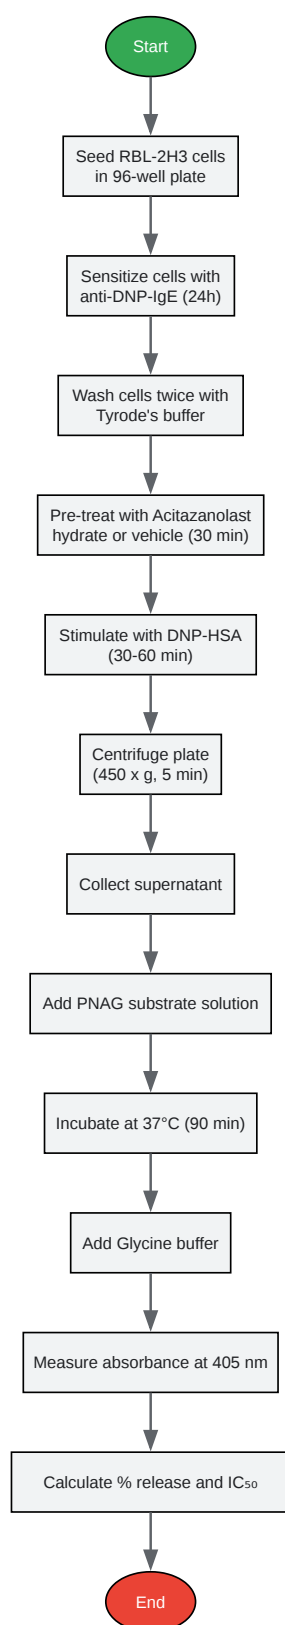 Start
Seed RBL-2H3 cells
in 96-well plate
Sensitize cells with
anti-DNP-IgE (24h)
Wash cells twice with
Tyrode's buffer
Pre-treat with Acitazanolast
hydrate or vehicle (30 min)
Stimulate with DNP-HSA
(30-60 min)
Centrifuge plate
(450 x g, 5 min)
Collect supernatant
Add PNAG substrate solution
Incubate at 37°C (90 min)
Add Glycine buffer
Measure absorbance at 405 nm
Calculate % release and IC₅₀
End